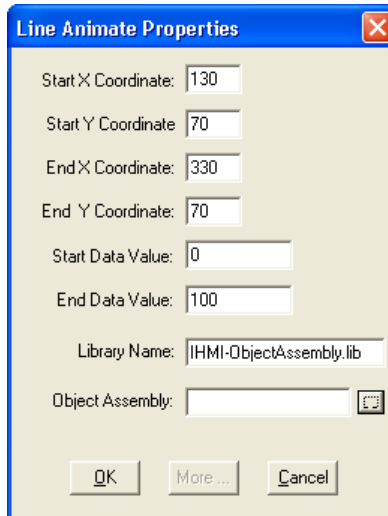 Line Animate Properties
Start X Coordinate: 130
Start Y Coordinate 70
End X Coordinate: 330
End Y Coordinate: 70
Start Data Value: 0
End Data Value: 100
Library Name: IHMI-ObjectAssembly.lib
Object Assembly:
OK More ... Cancel